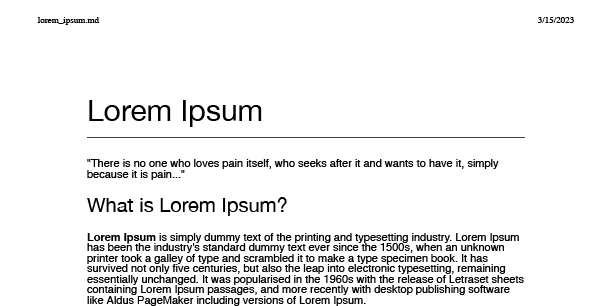 lorem_ipsum.md 3/15/2023
Lorem Ipsum
"There is no one who loves pain itself, who seeks after it and wants to have it, simply
because it is pain..."
What is Lorem Ipsum?
Lorem Ipsum is simply dummy text of the printing and typesetting industry. Lorem Ipsum
has been the industry's standard dummy text ever since the 1500s, when an unknown
printer took a galley of type and scrambled it to make a type specimen book. It has
survived not only five centuries, but also the leap into electronic typesetting, remaining
essentially unchanged. It was popularised in the 1960s with the release of Letraset sheets
containing Lorem Ipsum passages, and more recently with desktop publishing software
like Aldus PageMaker including versions of Lorem Ipsum.